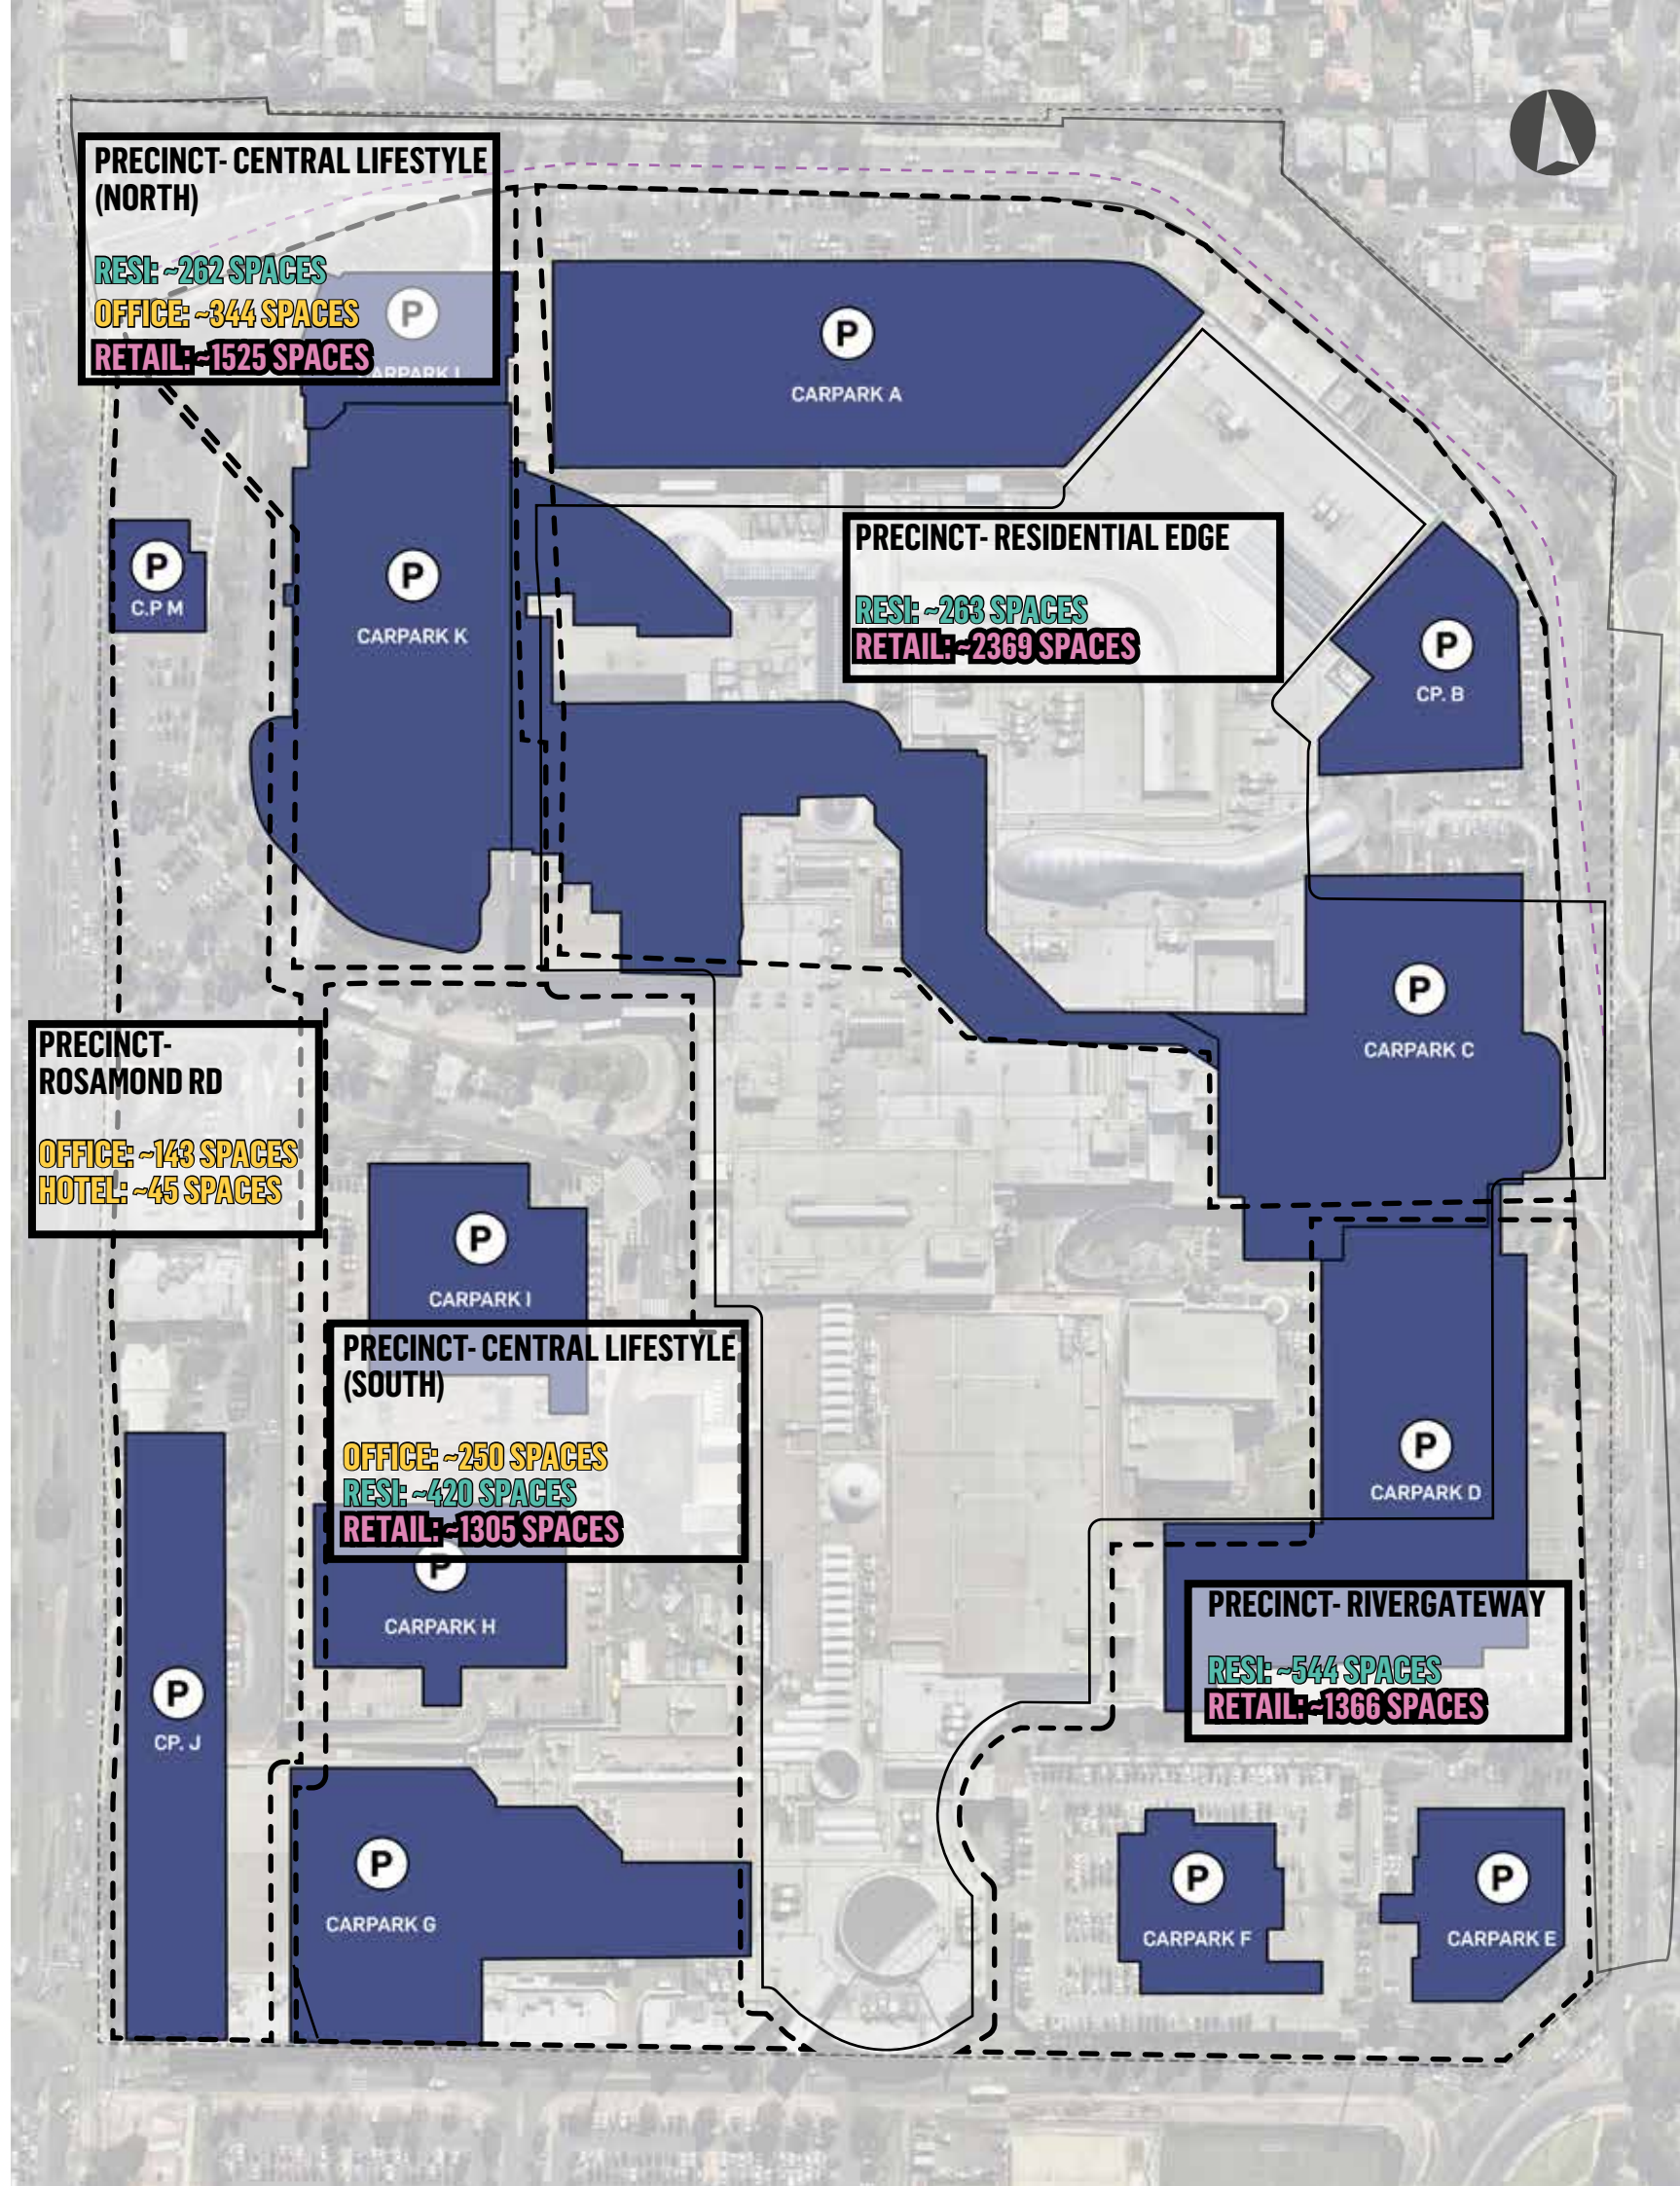 PRECINCT- CENTRAL LIFESTYLE
(NORTH)
RESI: ~262 SPACES
OFFICE: ~344 SPACES
RETAIL: ~1525 SPACES
P
CARPARK L
P
CARPARK A
P
C.P M
P
CARPARK K
PRECINCT- RESIDENTIAL EDGE
RESI: ~263 SPACES
RETAIL: ~2369 SPACES
P
CP. B
P
CARPARK C
PRECINCT-
ROSAMOND RD
OFFICE: ~143 SPACES
HOTEL: ~45 SPACES
P
CARPARK I
PRECINCT- CENTRAL LIFESTYLE
(SOUTH)
OFFICE: ~250 SPACES
RESI: ~420 SPACES
RETAIL: ~1305 SPACES
P
CARPARK H
P
CARPARK D
PRECINCT- RIVERGATEWAY
RESI: ~544 SPACES
RETAIL: ~1366 SPACES
P
CP. J
P
CARPARK G
P
CARPARK F
P
CARPARK E